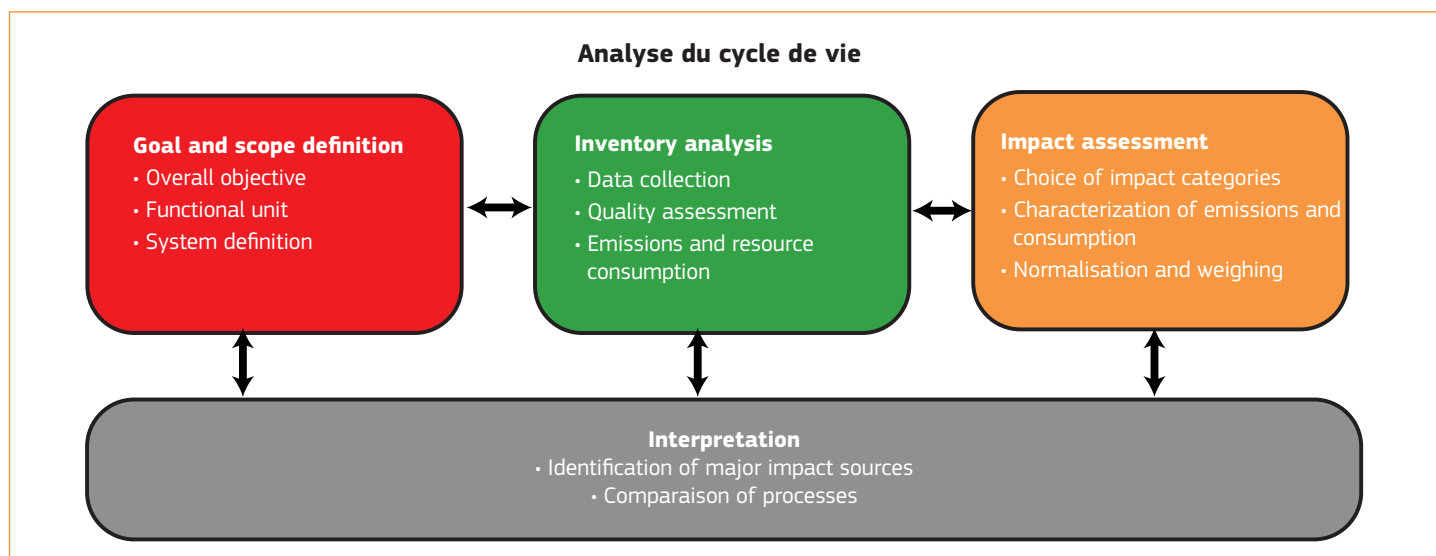 Analyse du cycle de vie
Goal and scope definition
• Overall objective
• Functional unit
• System definition
Inventory analysis
• Data collection
• Quality assessment
• Emissions and resource
consumption
Impact assessment
• Choice of impact categories
• Characterization of emissions and
consumption
• Normalisation and weighing
Interpretation
• Identification of major impact sources
• Comparaison of processes